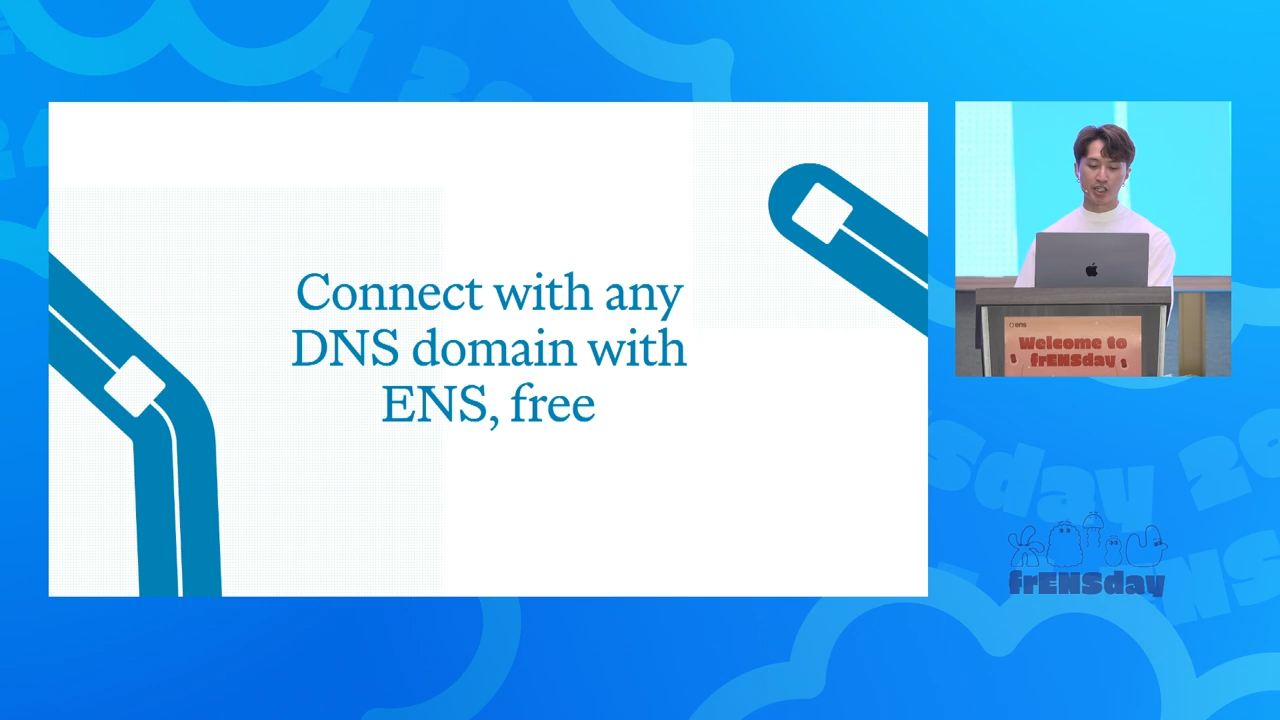 Connect with any
DNS domain with
ENS, free
ens
Welcome to
frENSday
frENSday